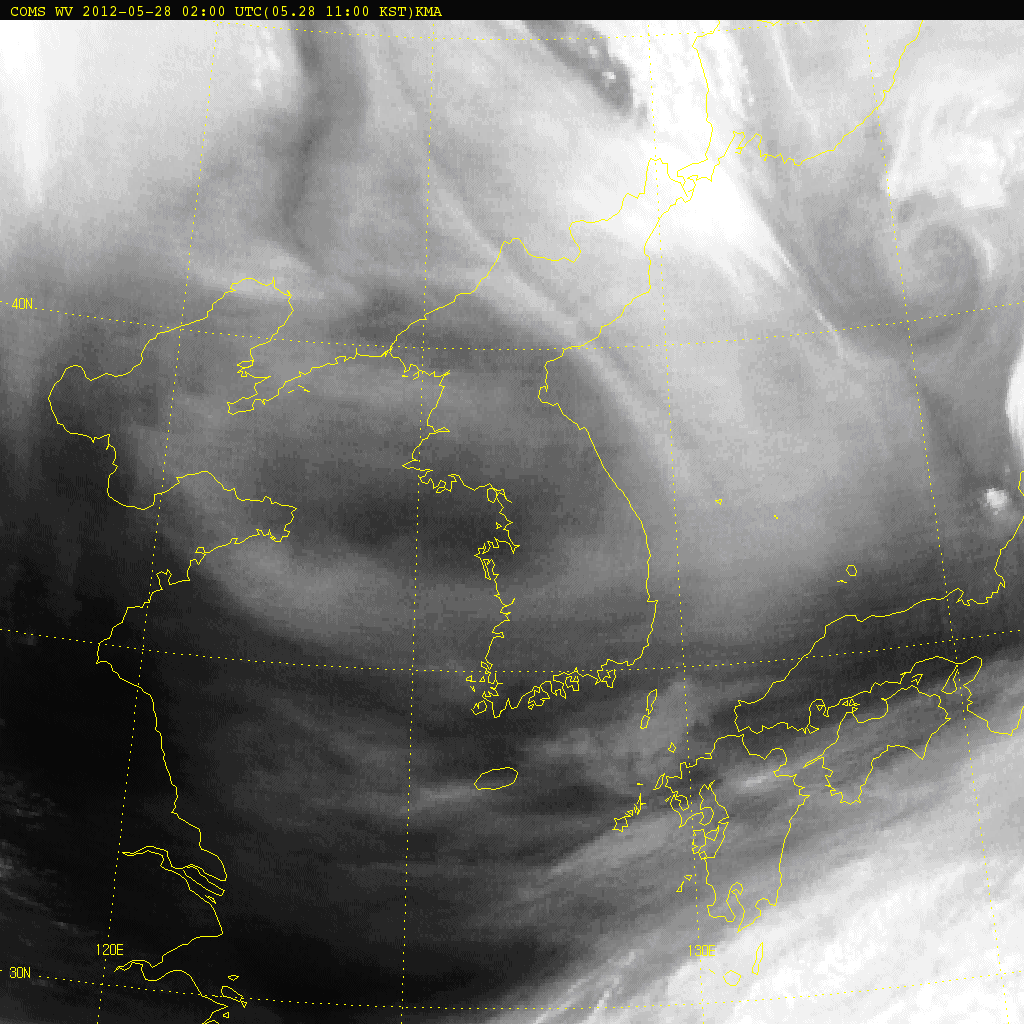 COMS WV 2012-05-28 02:00 UTC(05.28 11:00 KST)KMA
40N
120E
130E
30N